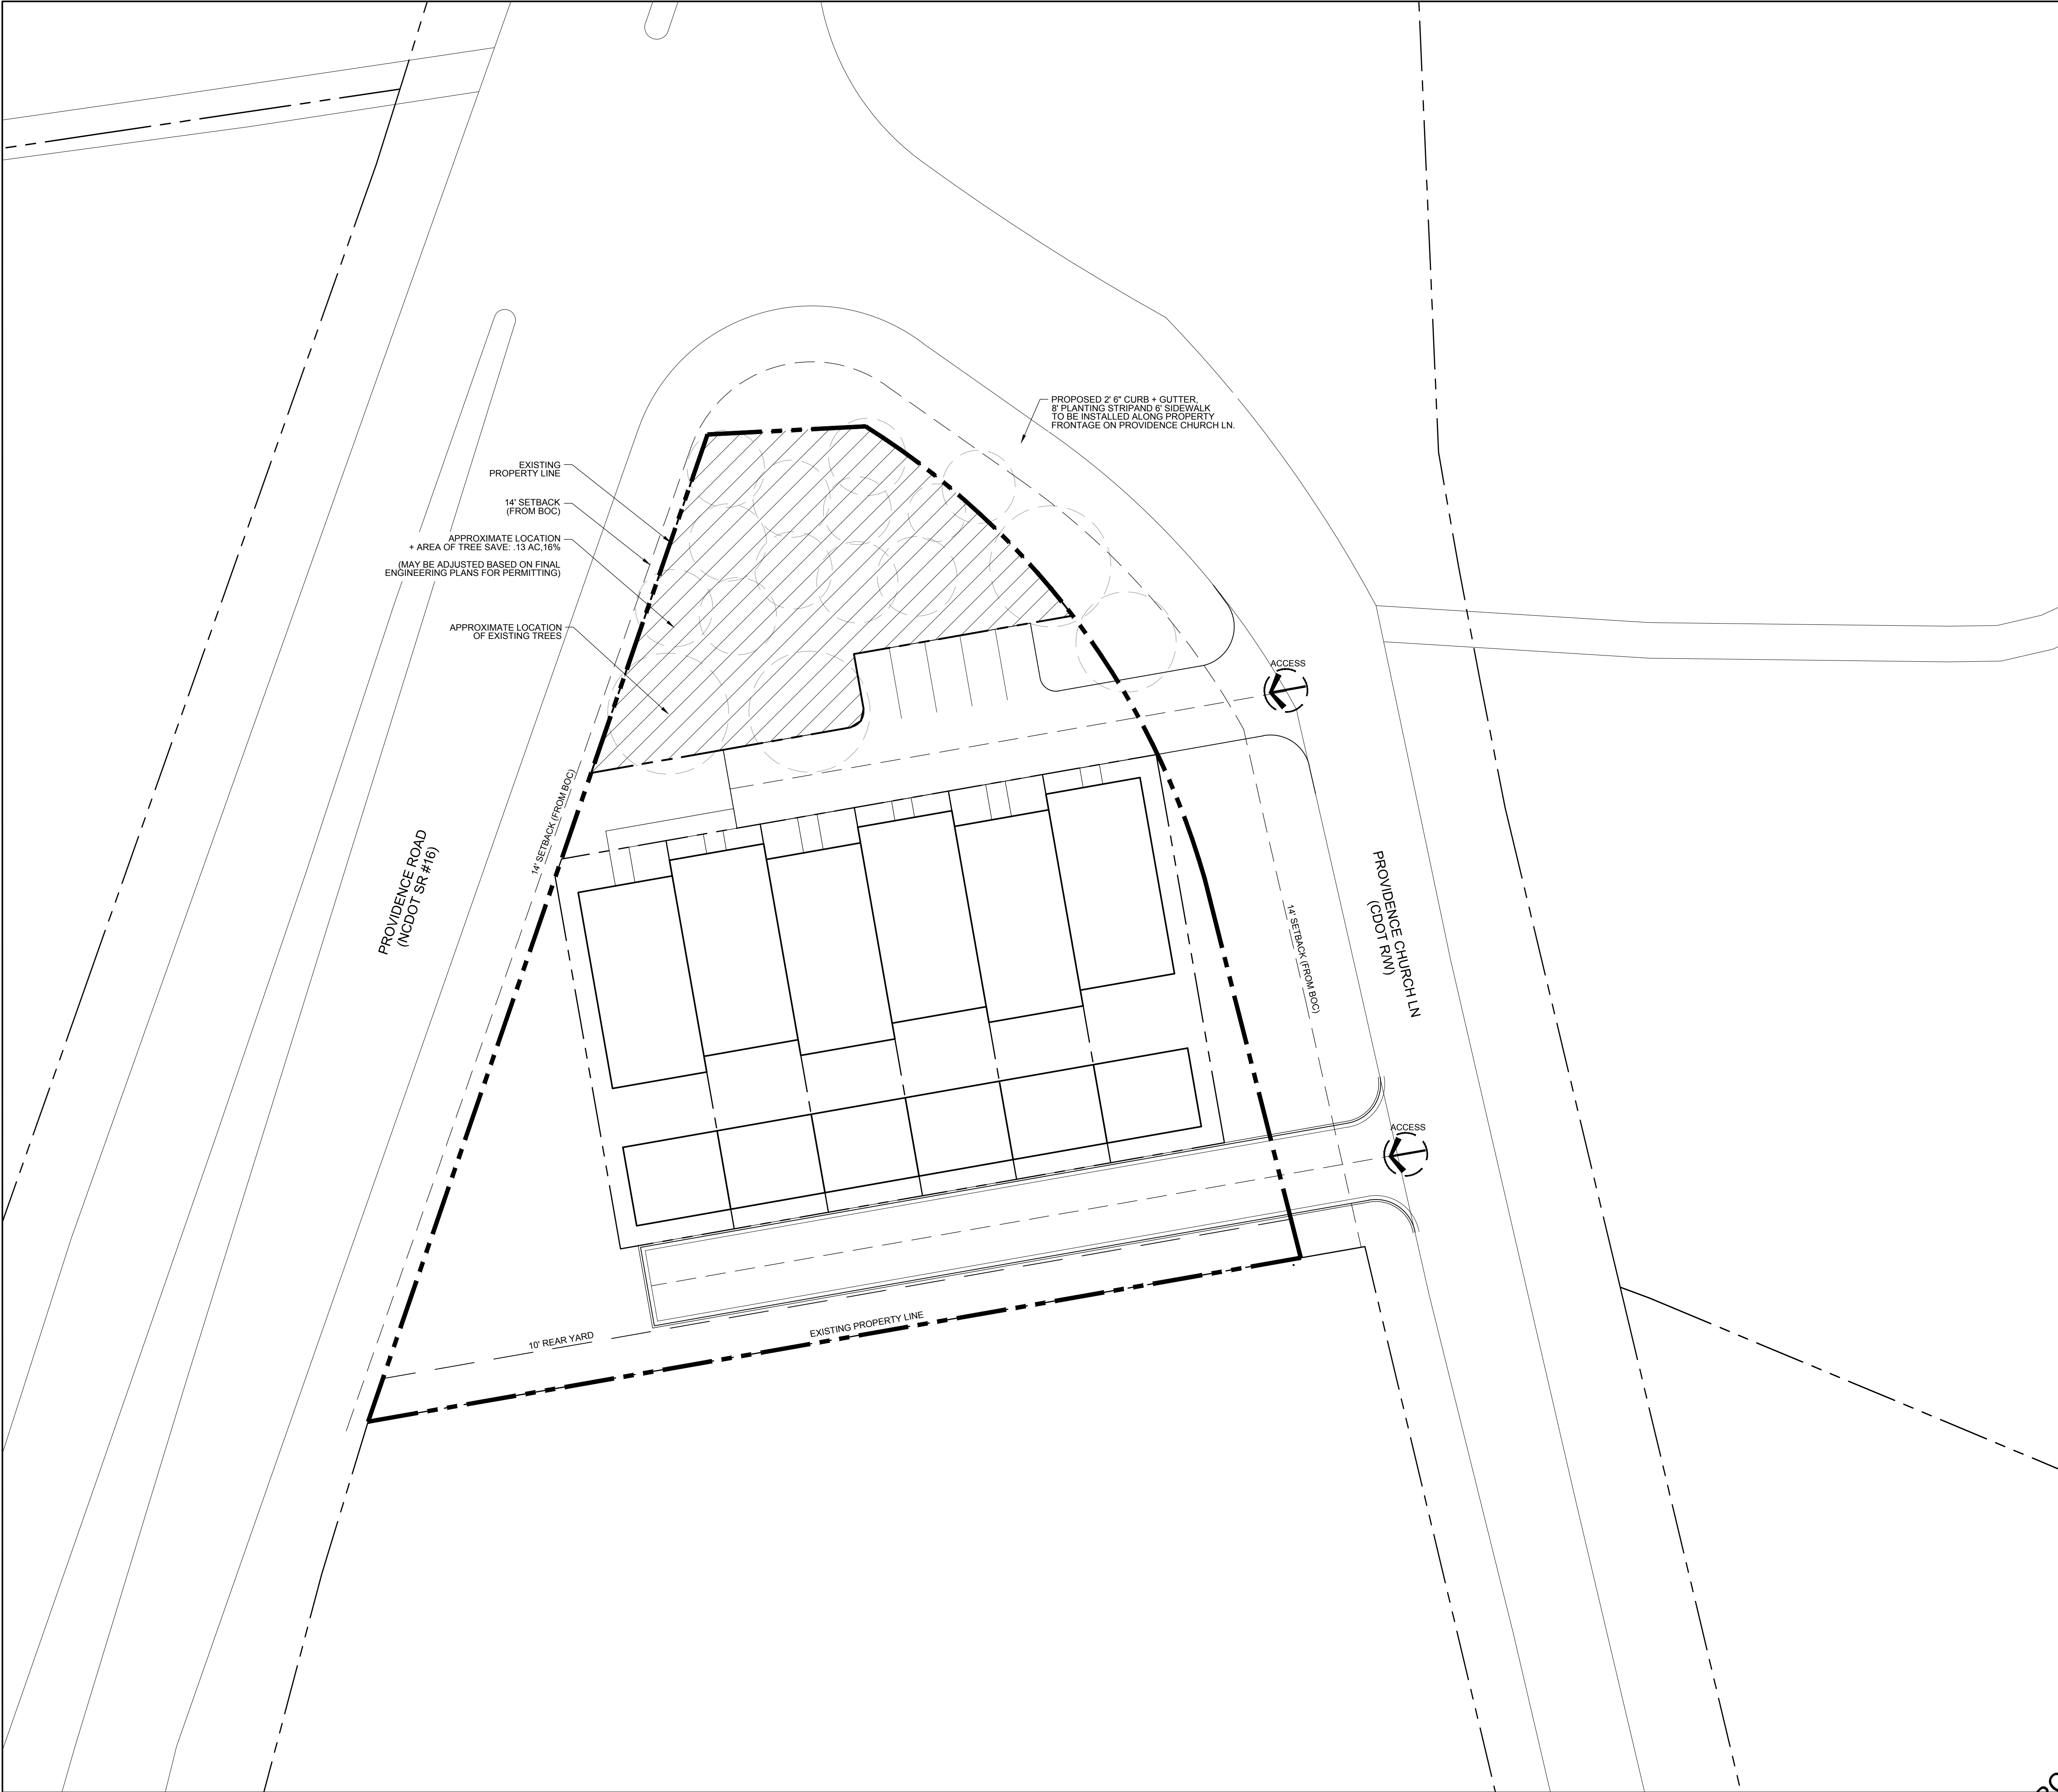 PROPOSED 2' 6" CURB + GUTTER,
8' PLANTING STRIPAND 6' SIDEWALK
TO BE INSTALLED ALONG PROPERTY
FRONTAGE ON PROVIDENCE CHURCH LN.
EXISTING
PROPERTY LINE
14' SETBACK
(FROM BOC)
APPROXIMATE LOCATION
+ AREA OF TREE SAVE: .13 AC,16%
(MAY BE ADJUSTED BASED ON FINAL
ENGINEERING PLANS FOR PERMITTING)
APPROXIMATE LOCATION
OF EXISTING TREES
ACCESS
14' SETBACK (FROM BOC)
PROVIDENCE ROAD
(NCDOT SR #16)
PROVIDENCE CHURCH LN
(CDOT R/W)
14' SETBACK (FROM BOC)
ACCESS
10' REAR YARD
EXISTING PROPERTY LINE